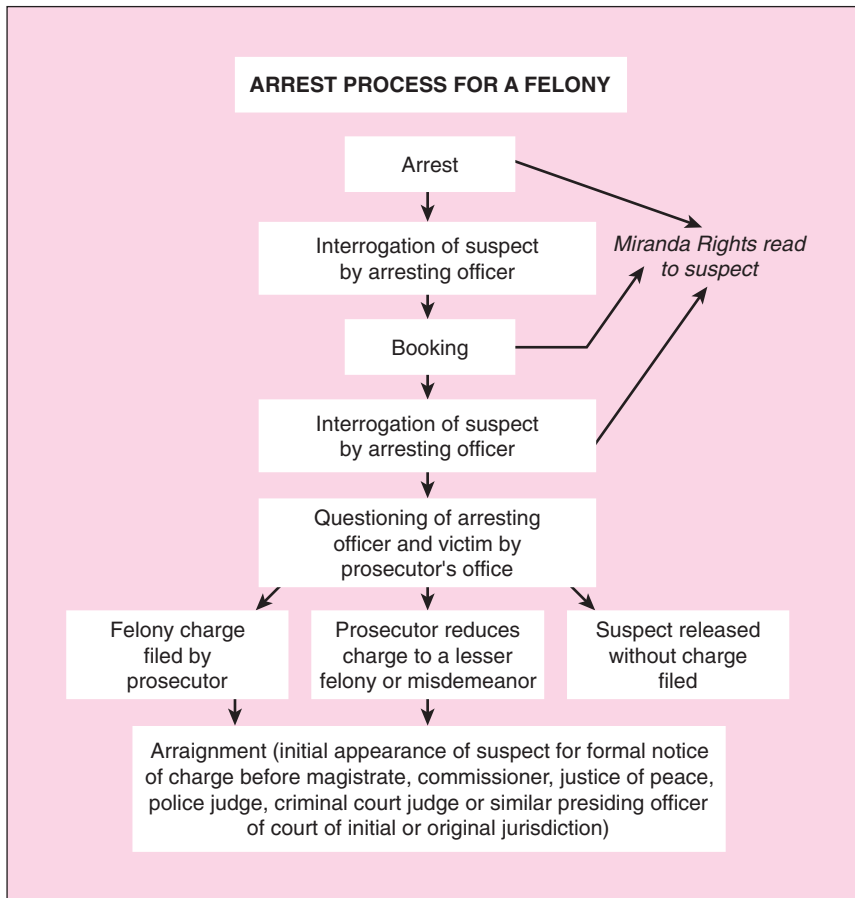 ARREST PROCESS FOR A FELONY
Arrest
Interrogation of suspect
by arresting officer
Miranda Rights read
to suspect
Booking
Interrogation of suspect
by arresting officer
Questioning of arresting
officer and victim by
prosecutor's office
Felony charge
filed by
prosecutor
Prosecutor reduces
charge to a lesser
felony or misdemeanor
Suspect released
without charge
filed
Arraignment (initial appearance of suspect for formal notice
of charge before magistrate, commissioner, justice of peace,
police judge, criminal court judge or similar presiding officer
of court of initial or original jurisdiction)